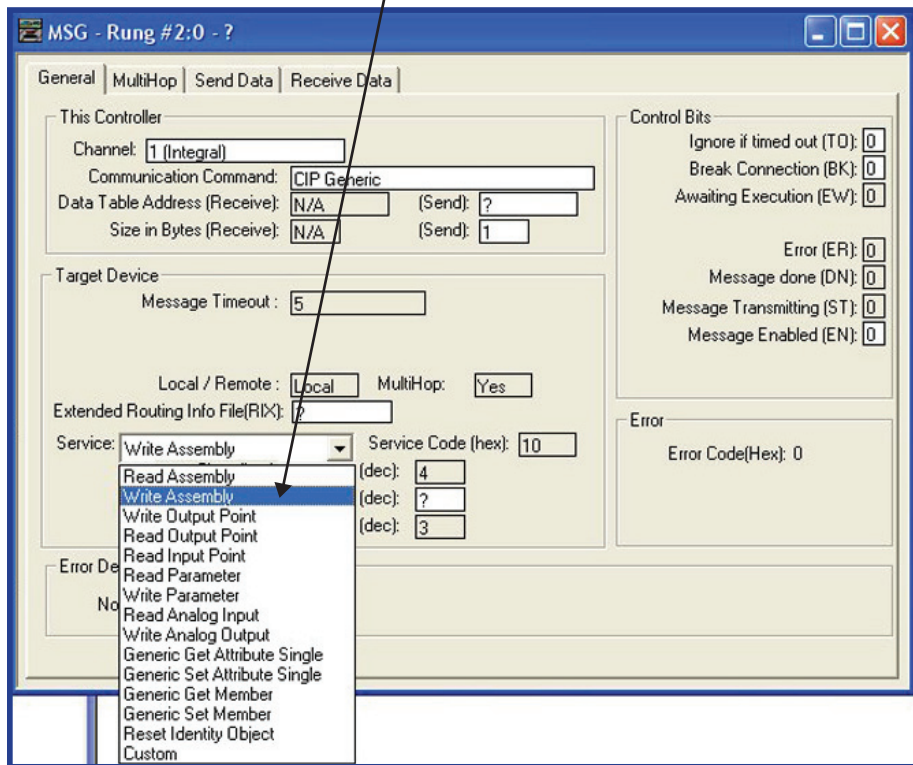 MSG - Rung #2:0 - ?
General MultiHop Send Data Receive Data
This Controller
Channel: 1 (Integral)
Communication Command: CIP Generic
Data Table Address (Receive): N/A (Send): ?
Size in Bytes (Receive): N/A (Send): 1
Target Device
Message Timeout : 5
Local / Remote : Local MultiHop: Yes
Extended Routing Info File(RIX): ?
Service: Write Assembly Service Code (hex): 10
(dec): 4
(dec): ?
(dec): 3
Read Assembly
Write Assembly
Write Output Point
Read Output Point
Read Input Point
Read Parameter
Write Parameter
Read Analog Input
Write Analog Output
Generic Get Attribute Single
Generic Set Attribute Single
Generic Get Member
Generic Set Member
Reset Identity Object
Custom
Error De
No
Control Bits
Ignore if timed out (TO): 0
Break Connection (BK): 0
Awaiting Execution (EW): 0
Error (ER): 0
Message done (DN): 0
Message Transmitting (ST): 0
Message Enabled (EN): 0
Error
Error Code(Hex): 0